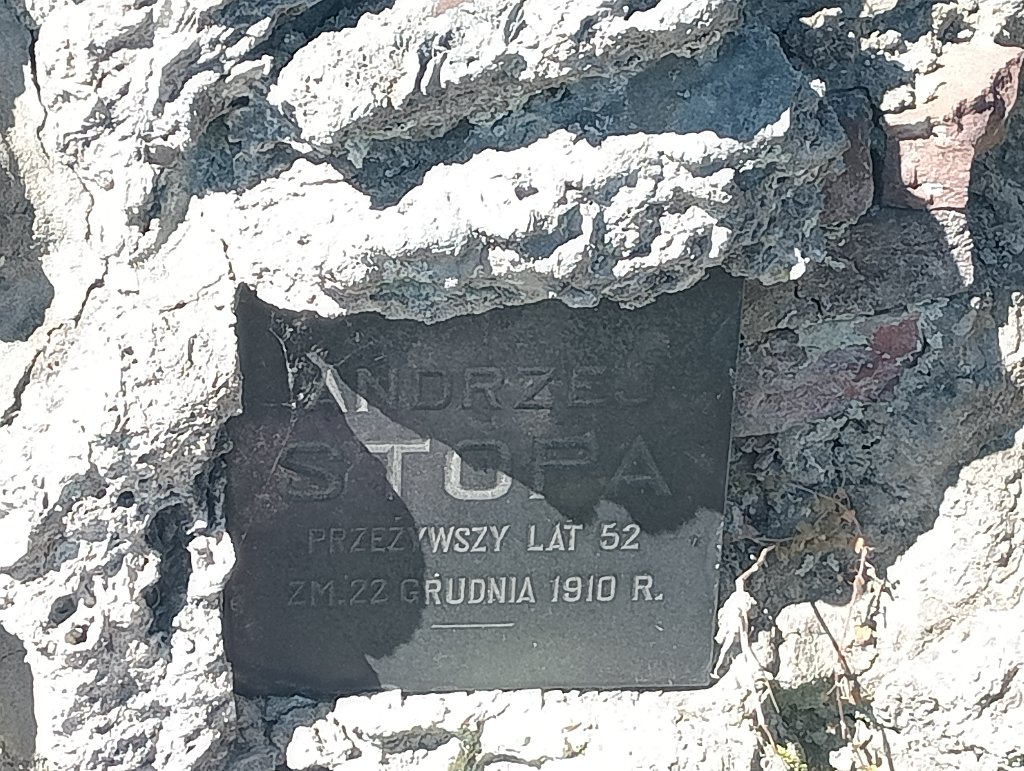 ANDRZEJ
STOPA
PRZEŻYWSZY LAT 52
ZM. 22 GRUDNIA 1910 R.